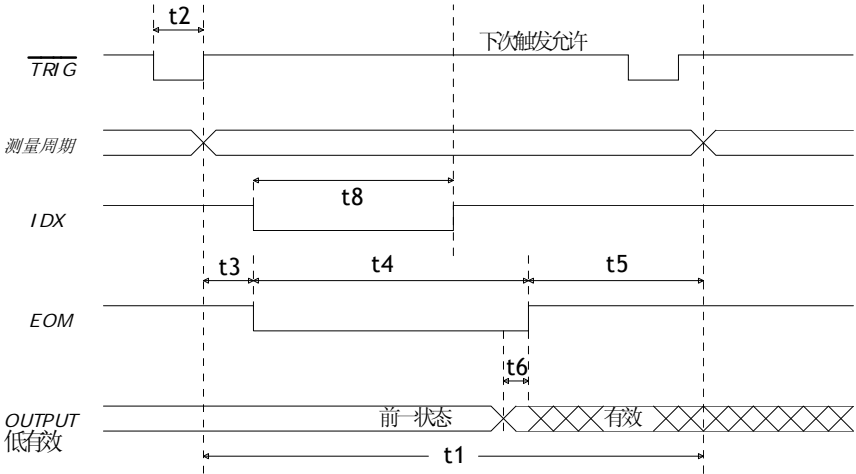 t2
下次触发允许
TRIG
测量周期
t8
IDX
t3
t4
t5
EOM
t6
前一状态
有效
OUTPUT
低有效
t1